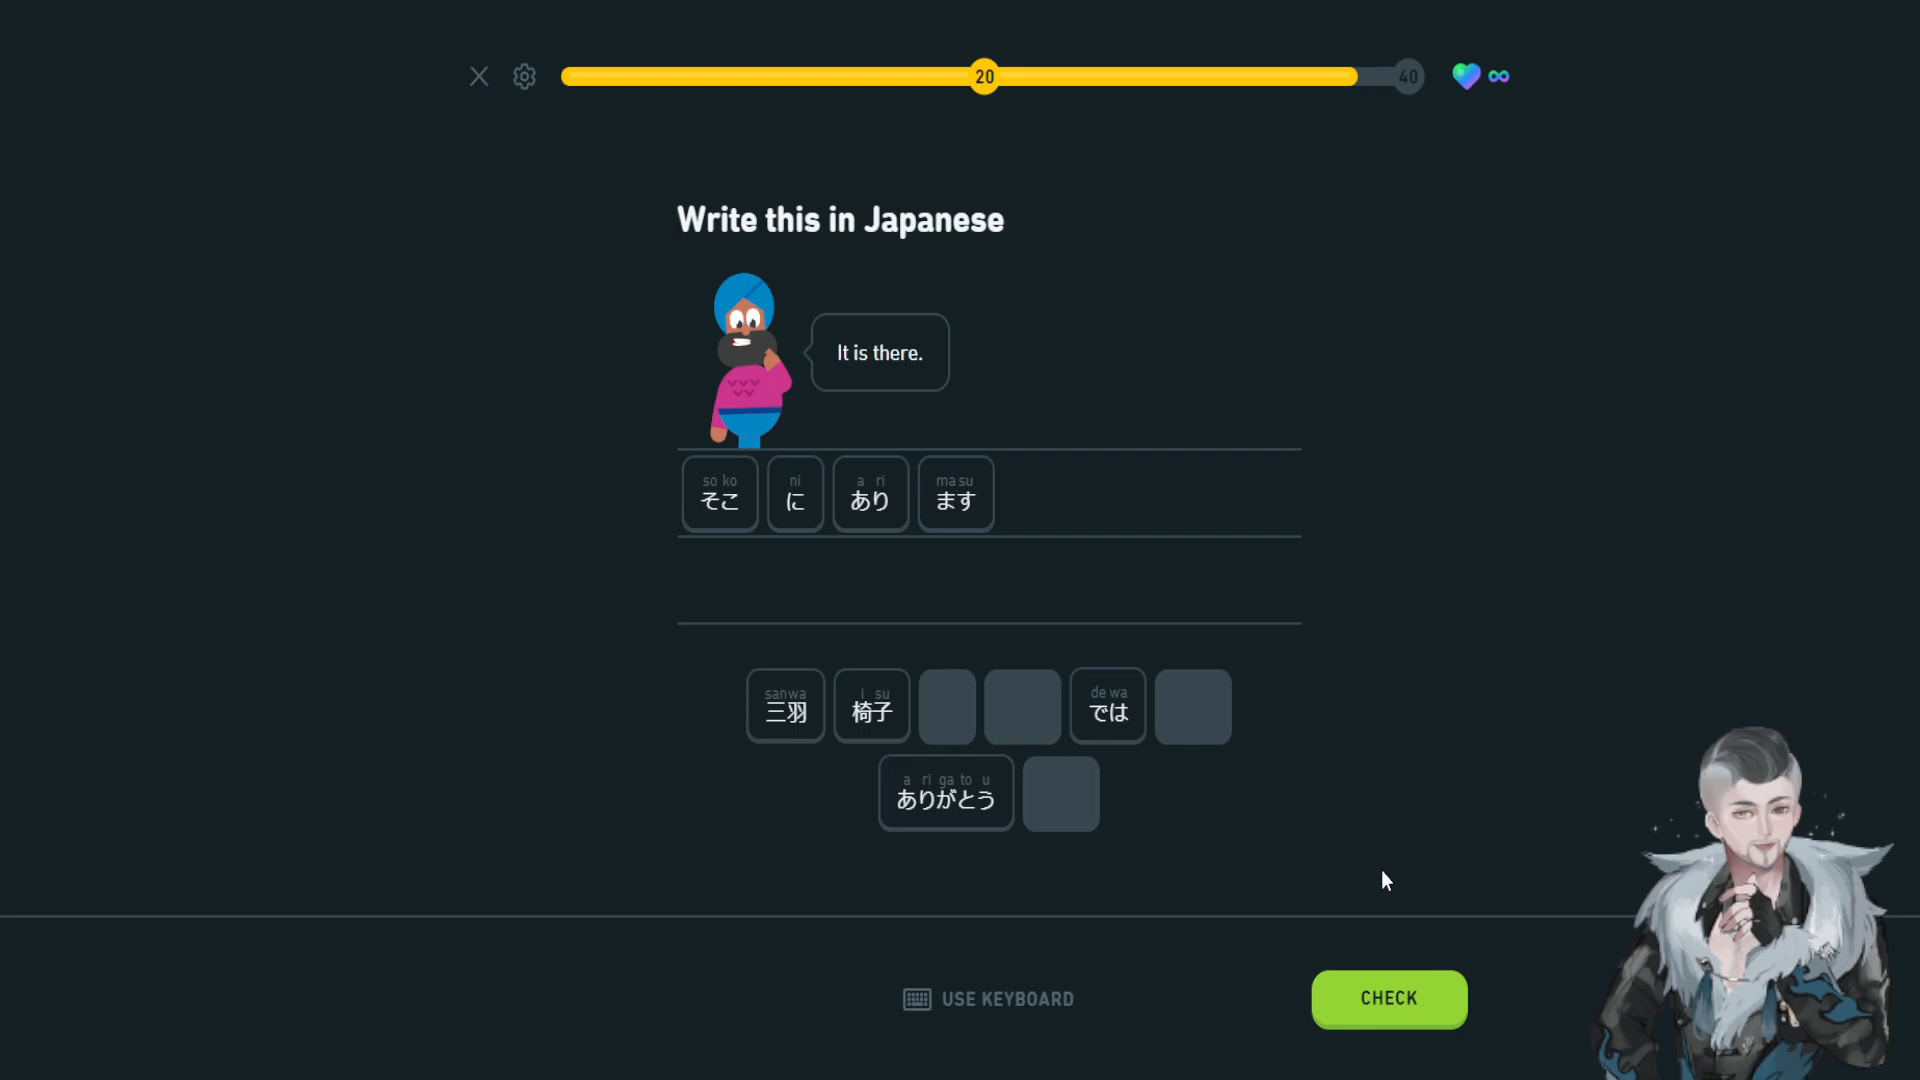 20
40
Write this in Japanese
It is there.
so ko ni a ri ma su
そこ に あり ます
san wa i su de wa
三羽 椅子 では
a ri ga to u
ありがとう
USE KEYBOARD
CHECK